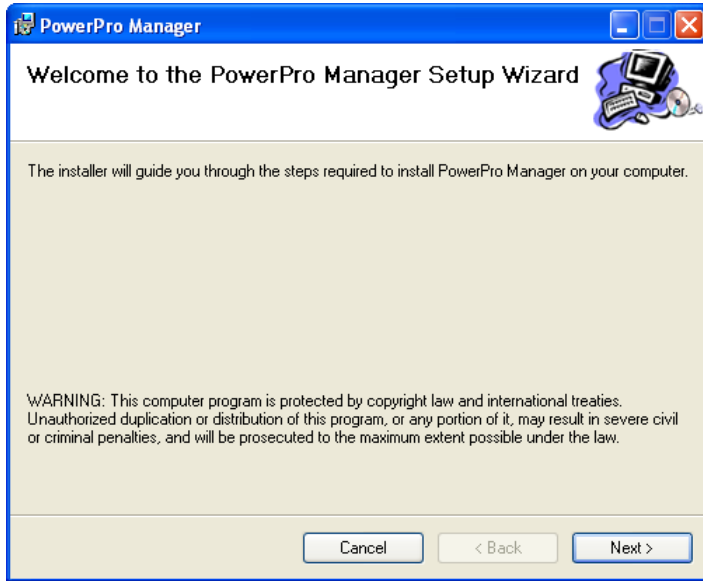 PowerPro Manager
Welcome to the PowerPro Manager Setup Wizard
The installer will guide you through the steps required to install PowerPro Manager on your computer.
WARNING: This computer program is protected by copyright law and international treaties.
Unauthorized duplication or distribution of this program, or any portion of it, may result in severe civil
or criminal penalties, and will be prosecuted to the maximum extent possible under the law.
Cancel
< Back
Next >